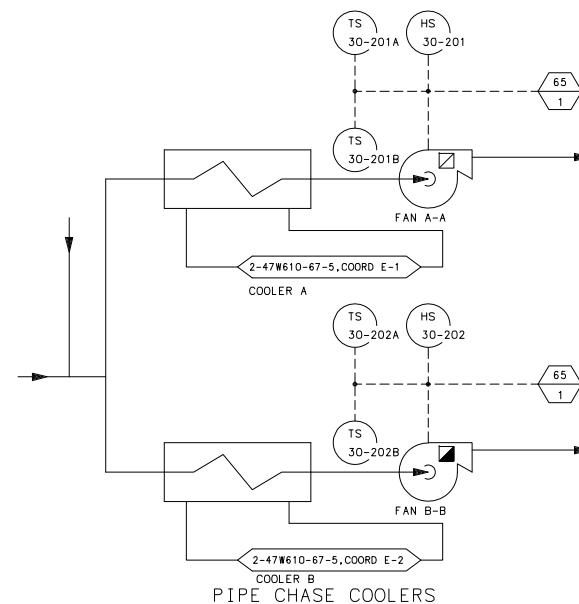 TS
30-201A
HS
30-201
65
1
TS
30-201B
FAN A-A
2-47W610-67-5,COORD E-1
COOLER A
TS
30-202A
HS
30-202
65
1
TS
30-202B
FAN B-B
2-47W610-67-5,COORD E-2
COOLER B
PIPE CHASE COOLERS